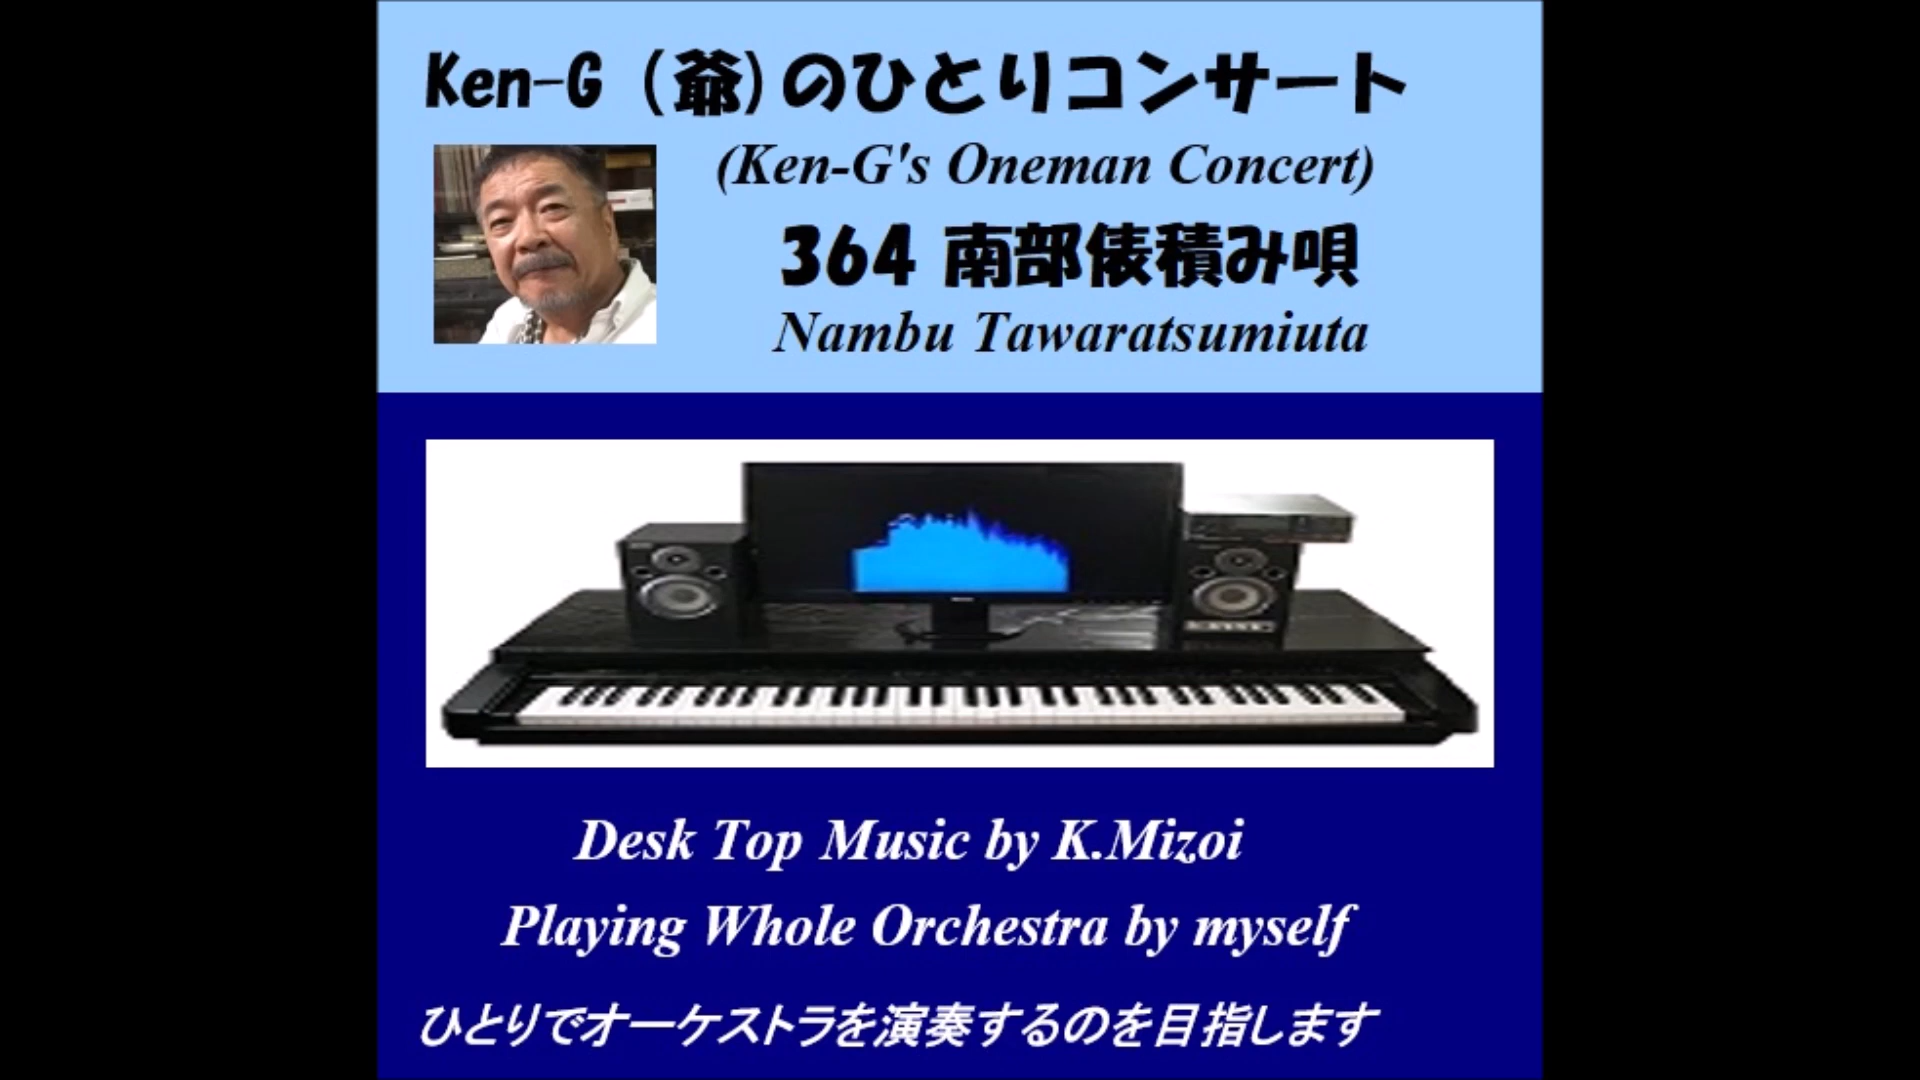 Ken-G (爺)のひとりコンサート
(Ken-G's Oneman Concert)
364 南部俵積み唄
Nambu Tawaratsumiuta
Desk Top Music by K.Mizoi
Playing Whole Orchestra by myself
ひとりでオーケストラを演奏するのを目指します